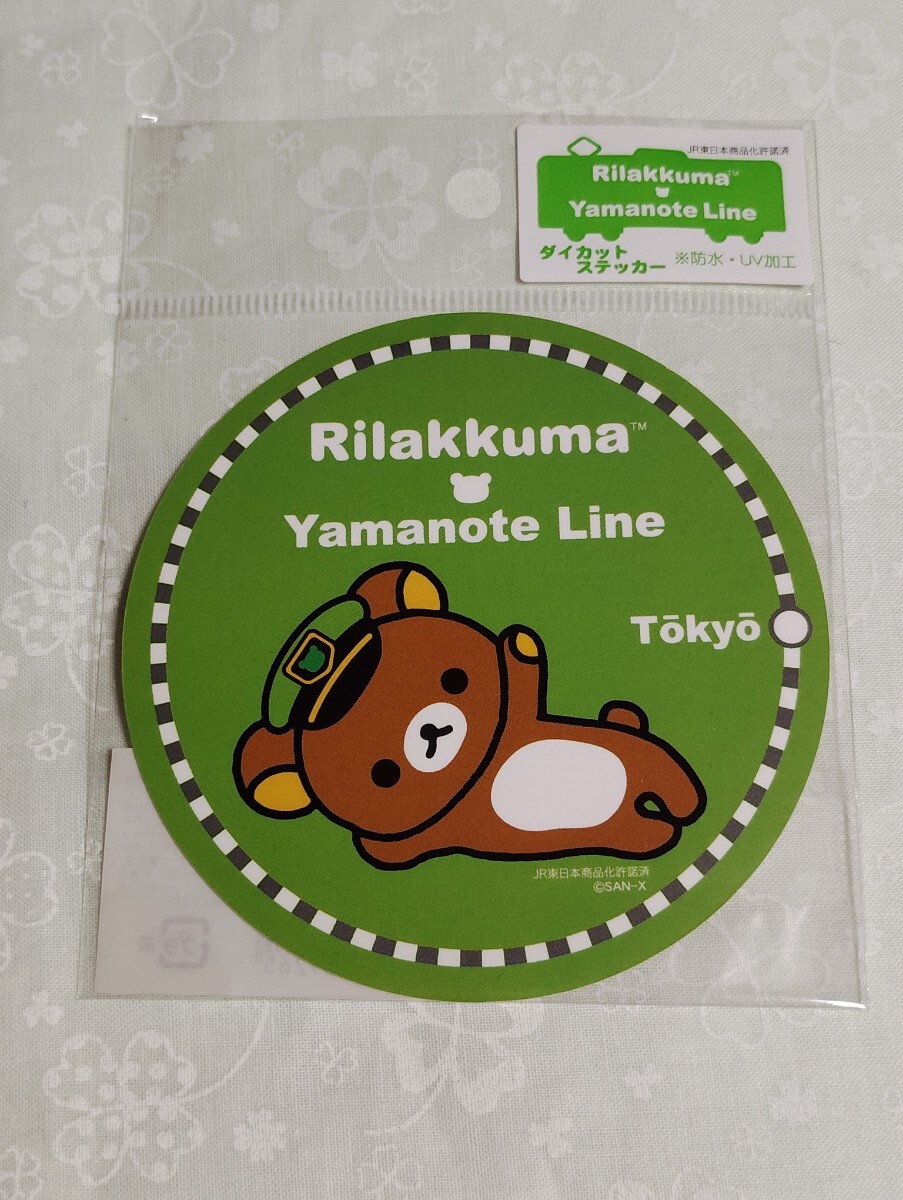 JR東日本商品化許諾済
Rilakkuma™
Yamanote Line
ダイカット
ステッカー ※防水・UV加工
Rilakkuma™
Yamanote Line
Tōkyō
JR東日本商品化許諾済
©SAN-X